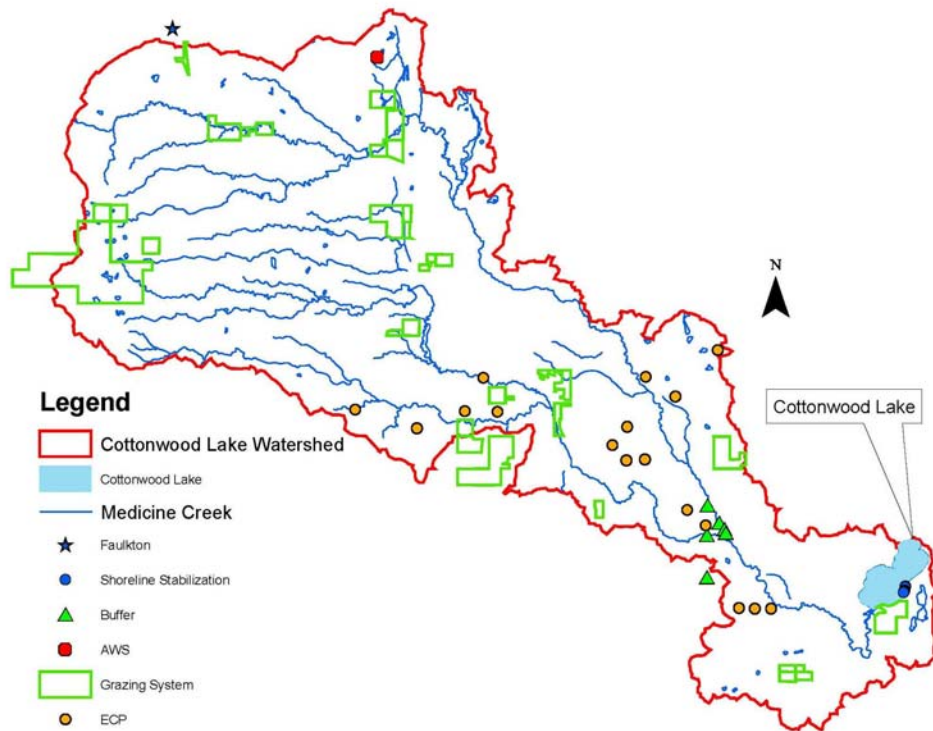 N
Cottonwood Lake
Legend
Cottonwood Lake Watershed
Cottonwood Lake
Medicine Creek
Faulkton
Shoreline Stabilization
Buffer
AWS
Grazing System
ECP